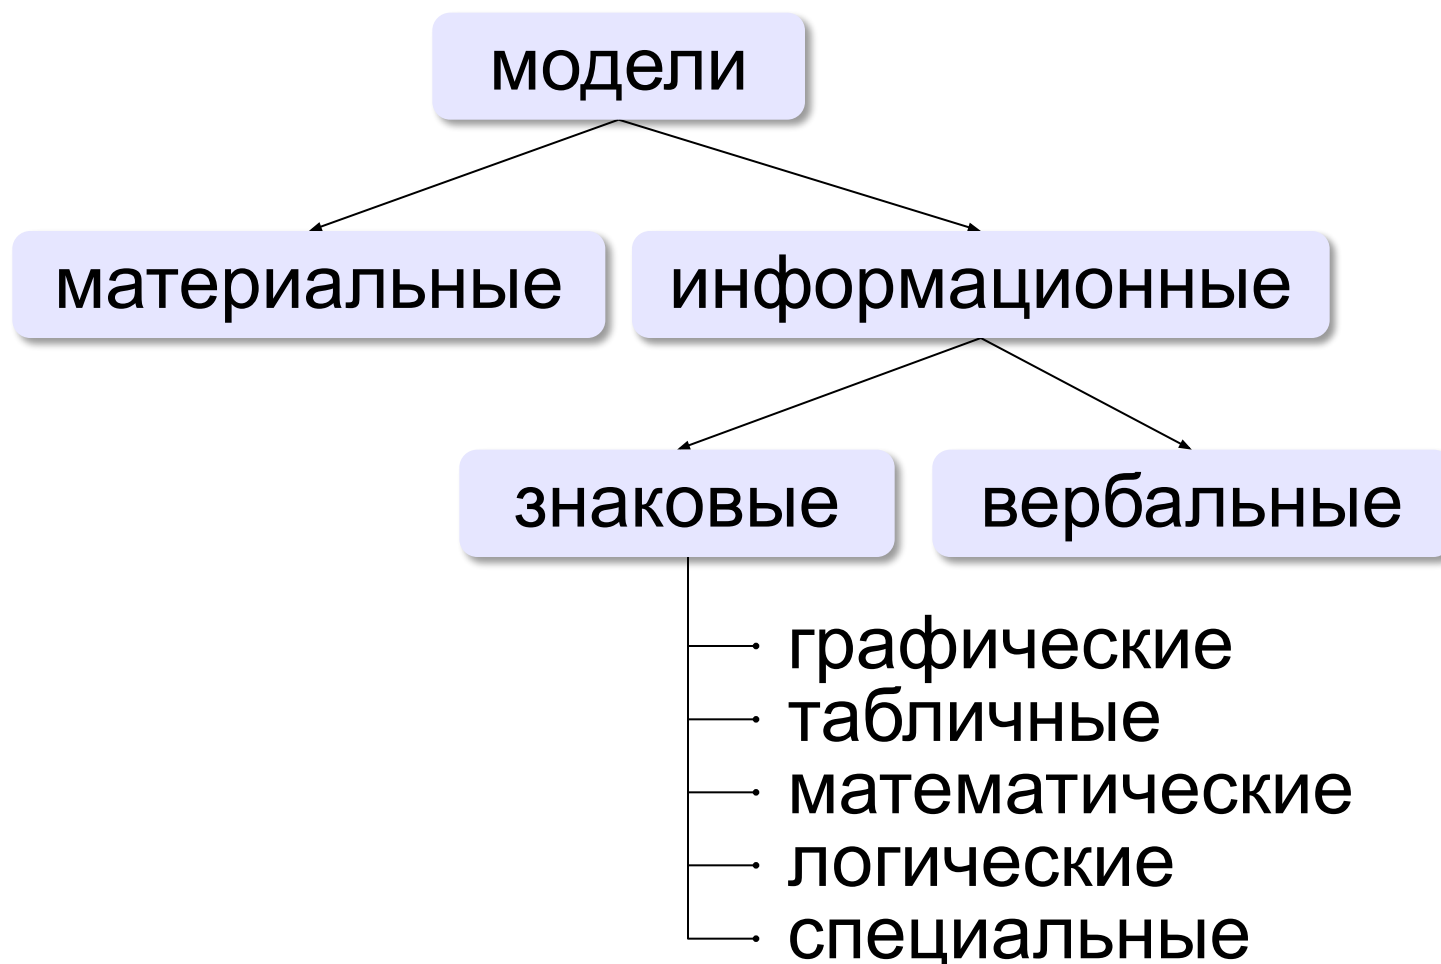 модели
материальные информационные
знаковые вербальные
графические
табличные
математические
логические
специальные